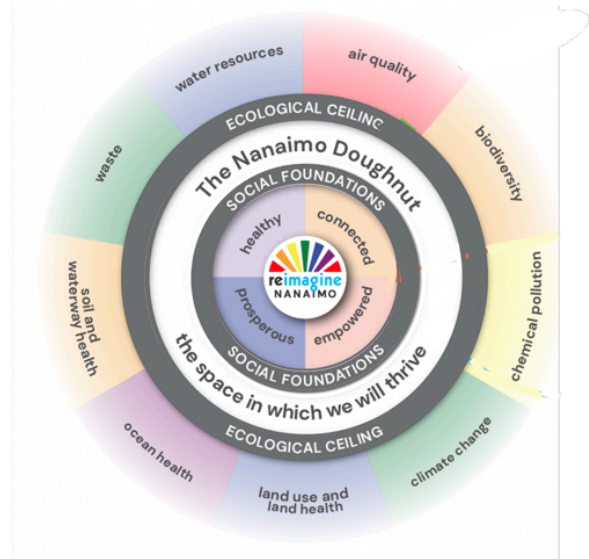 water resources
air quality
biodiversity
chemical pollution
climate change
land use and
land health
ocean health
soil and
waterway health
waste
ECOLOGICAL CEILING
The Nanaimo Doughnut
SOCIAL FOUNDATIONS
healthy
connected
reimagine
NANAIMO
prosperous
empowered
SOCIAL FOUNDATIONS
the space in which we will thrive
ECOLOGICAL CEILING